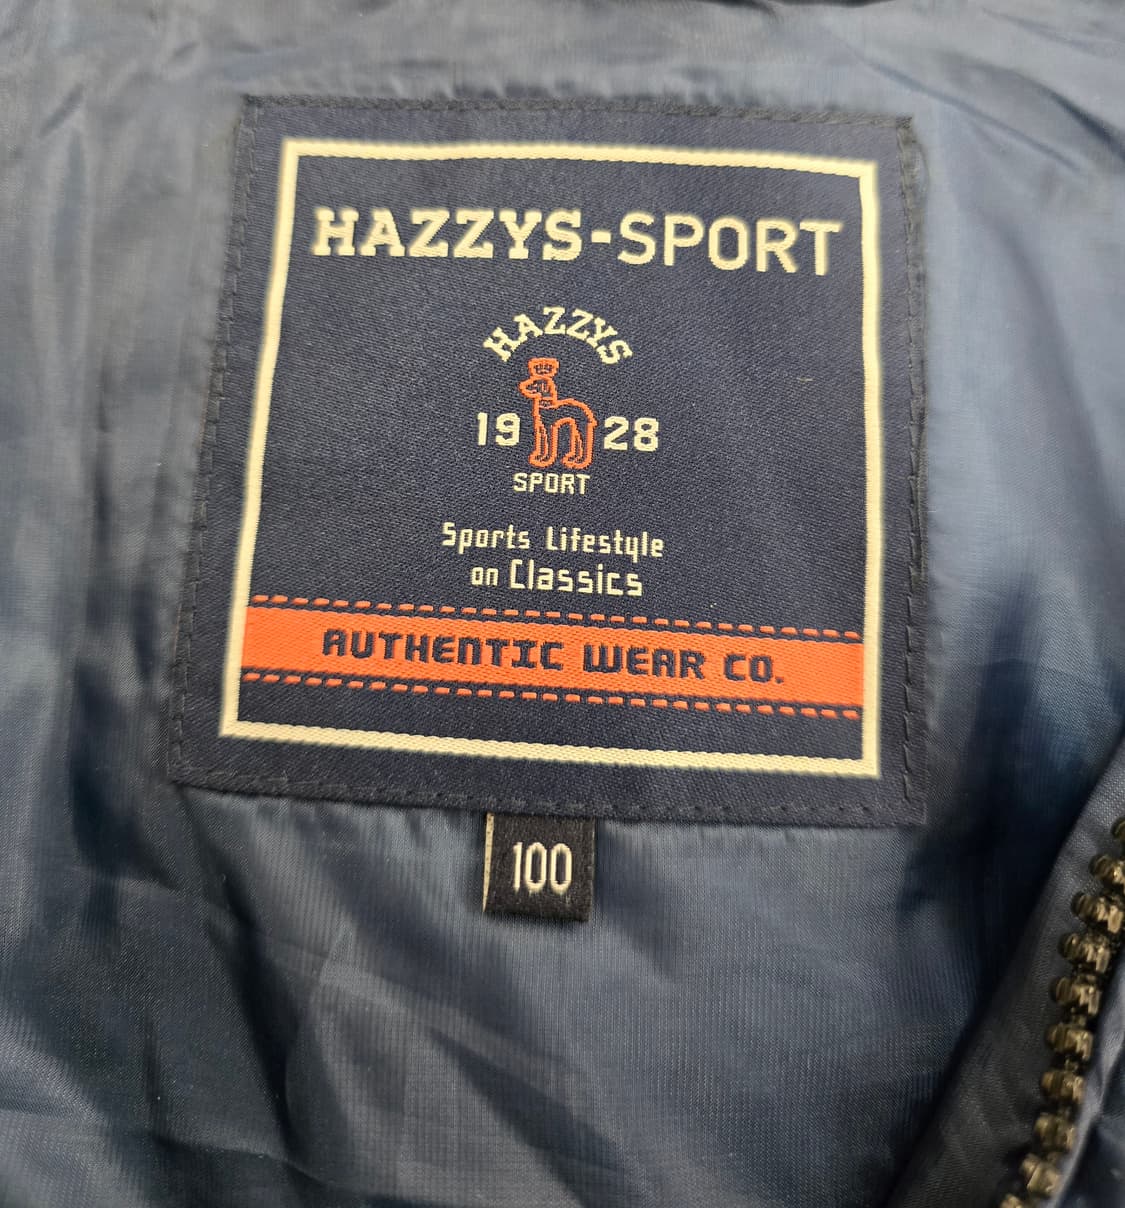 HAZZYS-SPORT
HAZZYS
19 28
SPORT
Sports Lifestyle
on Classics
AUTHENTIC WEAR CO.
100